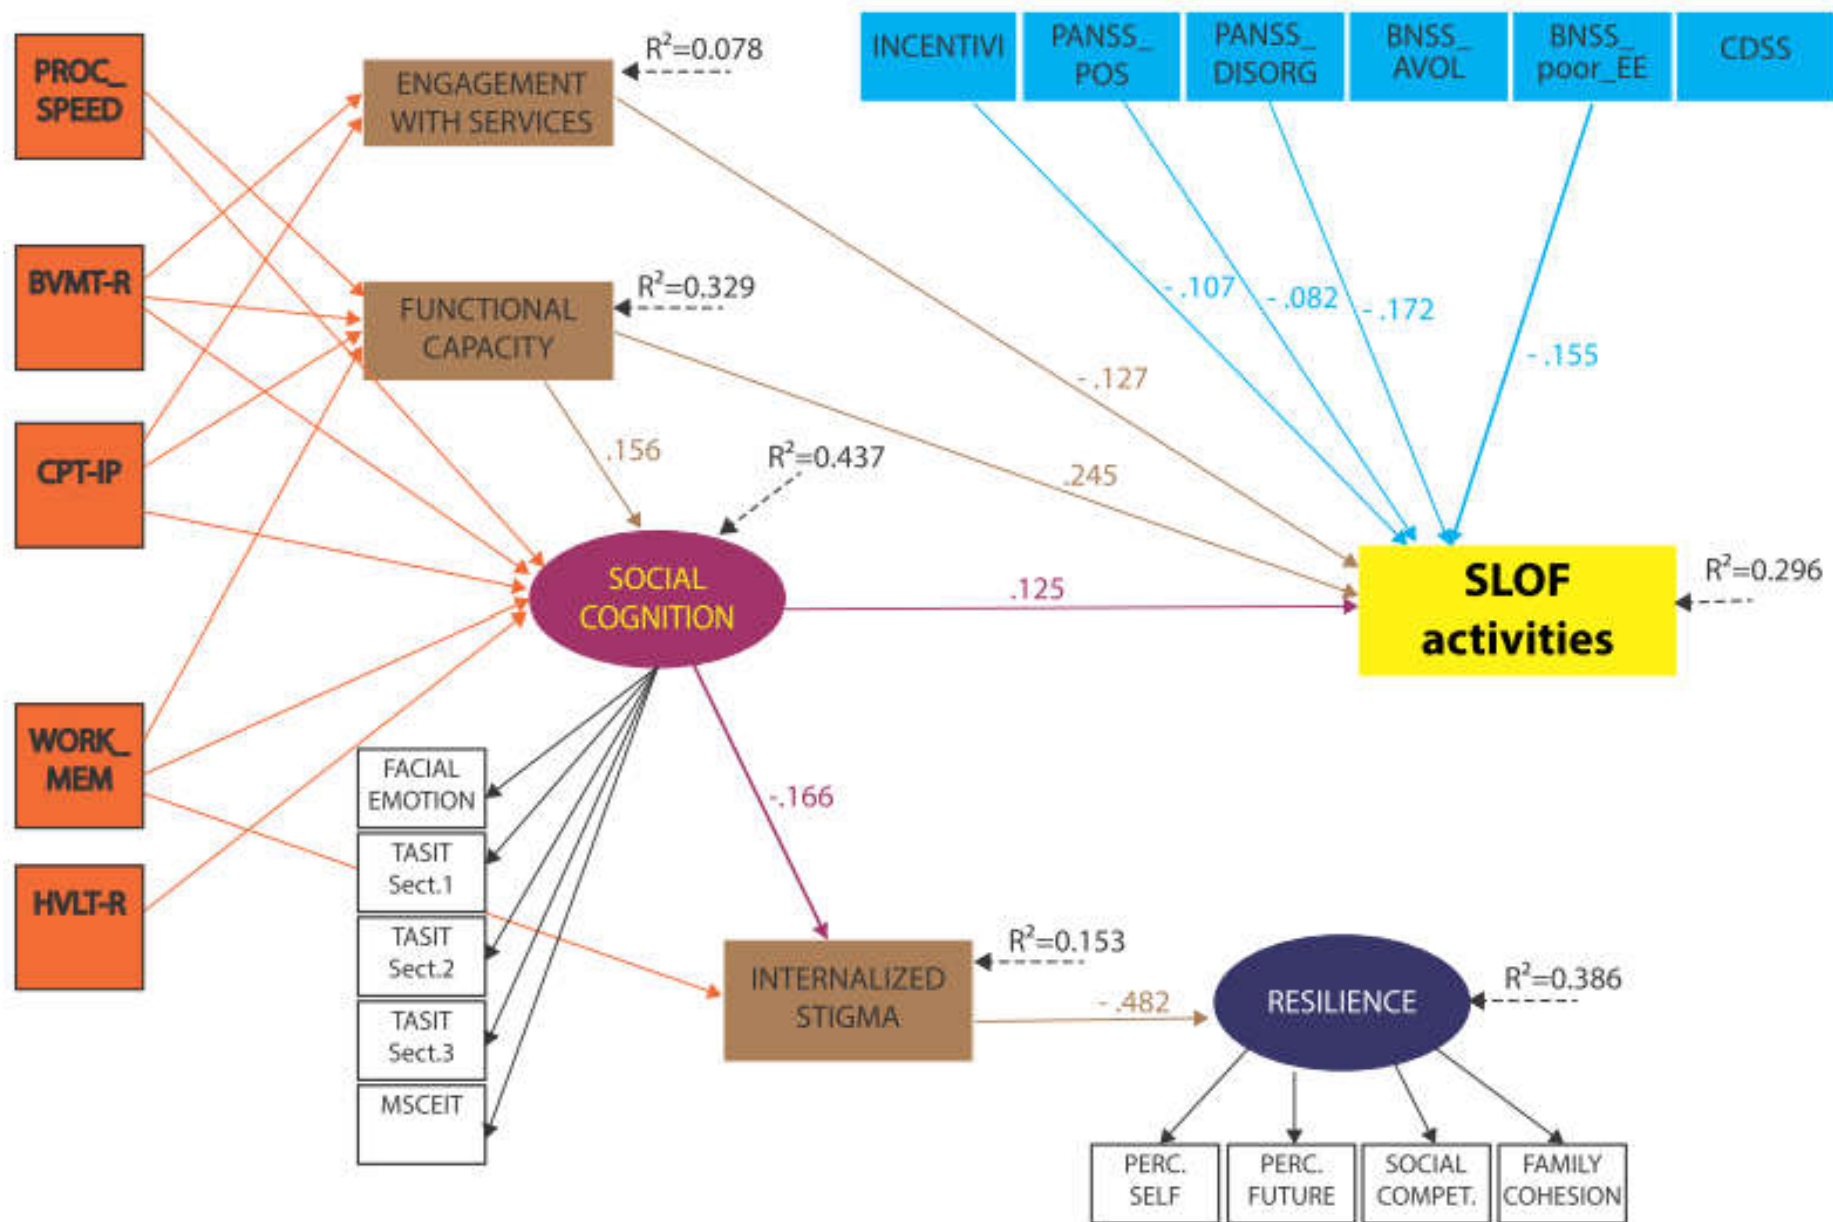 PROC_
SPEED
BVMT-R
CPT-IP
WORK_
MEM
HVLT-R
ENGAGEMENT
WITH SERVICES
R²=0.078
FUNCTIONAL
CAPACITY
R²=0.329
INCENTIVI
PANSS_
POS
PANSS_
DISORG
BNSS_
AVOL
BNSS_
poor_EE
CDSS
- .107
- .082
- .172
- .155
- .127
.245
.156
R²=0.437
SOCIAL
COGNITION
.125
SLOF
activities
R²=0.296
-.166
FACIAL
EMOTION
TASIT
Sect.1
TASIT
Sect.2
TASIT
Sect.3
MSCEIT
INTERNALIZED
STIGMA
R²=0.153
- .482
RESILIENCE
R²=0.386
PERC.
SELF
PERC.
FUTURE
SOCIAL
COMPET.
FAMILY
COHESION